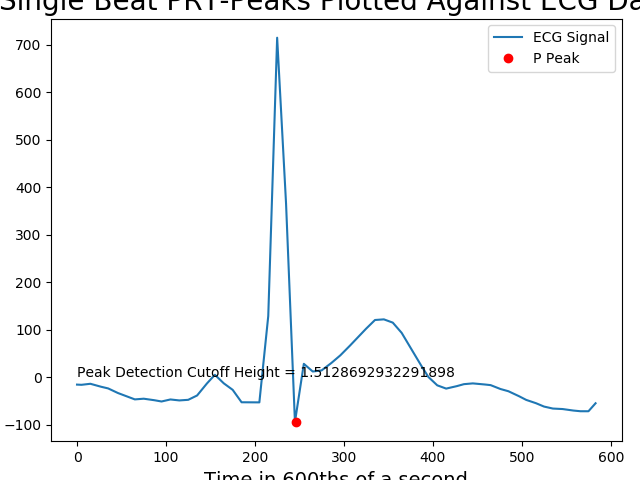 Single Beat PRT-Peaks Plotted Against ECG Da
ECG Signal
P Peak
700
600
500
400
300
200
100
0
−100
Peak Detection Cutoff Height = 1.5128692932291898
0 100 200 300 400 500 600
Time in 600ths of a second